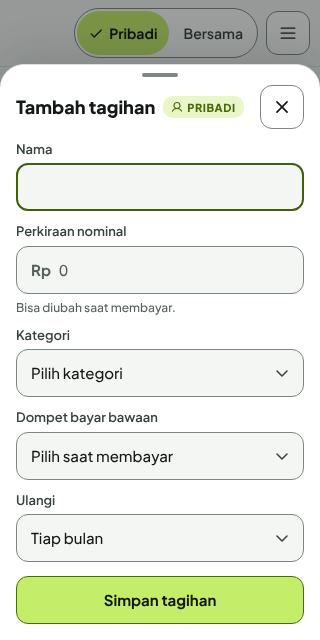 Pribadi
Bersama
Tambah tagihan
PRIBADI
Nama
Perkiraan nominal
Rp 0
Bisa diubah saat membayar.
Kategori
Pilih kategori
Dompet bayar bawaan
Pilih saat membayar
Ulangi
Tiap bulan
Simpan tagihan